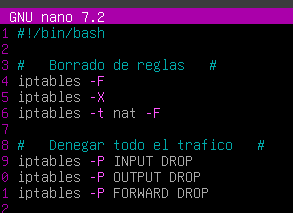 GNU nano 7.2
1 #!/bin/bash
2
3 #   Borrado de reglas   #
4 iptables -F
5 iptables -X
6 iptables -t nat -F
7
8 #   Denegar todo el trafico   #
9 iptables -P INPUT DROP
0 iptables -P OUTPUT DROP
1 iptables -P FORWARD DROP